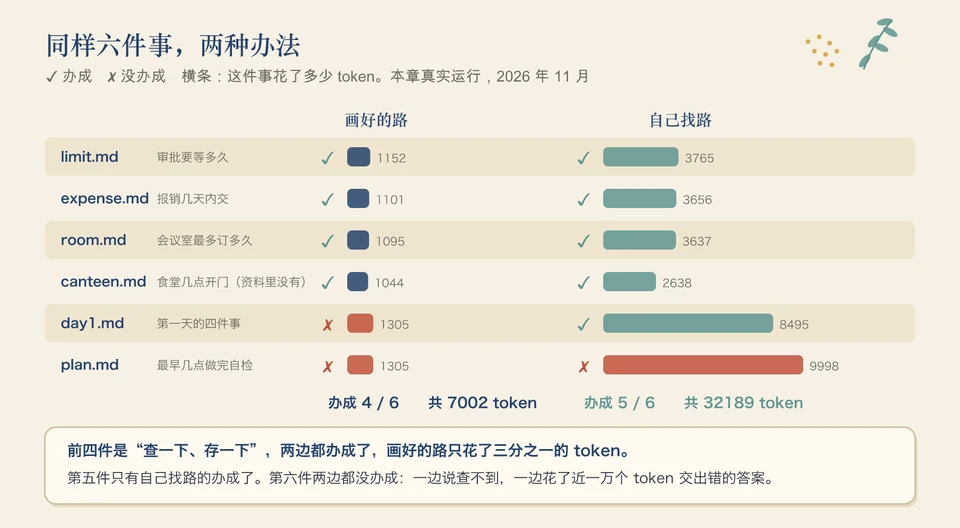 同样六件事，两种办法
✓ 办成　✗ 没办成　横条：这件事花了多少 token。本章真实运行，2026 年 11 月
画好的路　自己找路
limit.md　审批要等多久　✓　1152　✓　3765
expense.md　报销几天内交　✓　1101　✓　3656
room.md　会议室最多订多久　✓　1095　✓　3637
canteen.md　食堂几点开门（资料里没有）　✓　1044　✓　2638
day1.md　第一天的四件事　✗　1305　✓　8495
plan.md　最早几点做完自检　✗　1305　✗　9998
办成 4 / 6　共 7002 token　办成 5 / 6　共 32189 token
前四件是“查一下、存一下”，两边都办成了，画好的路只花了三分之一的 token。
第五件只有自己找路的办成了。第六件两边都没办成：一边说查不到，一边花了近一万个 token 交出错的答案。